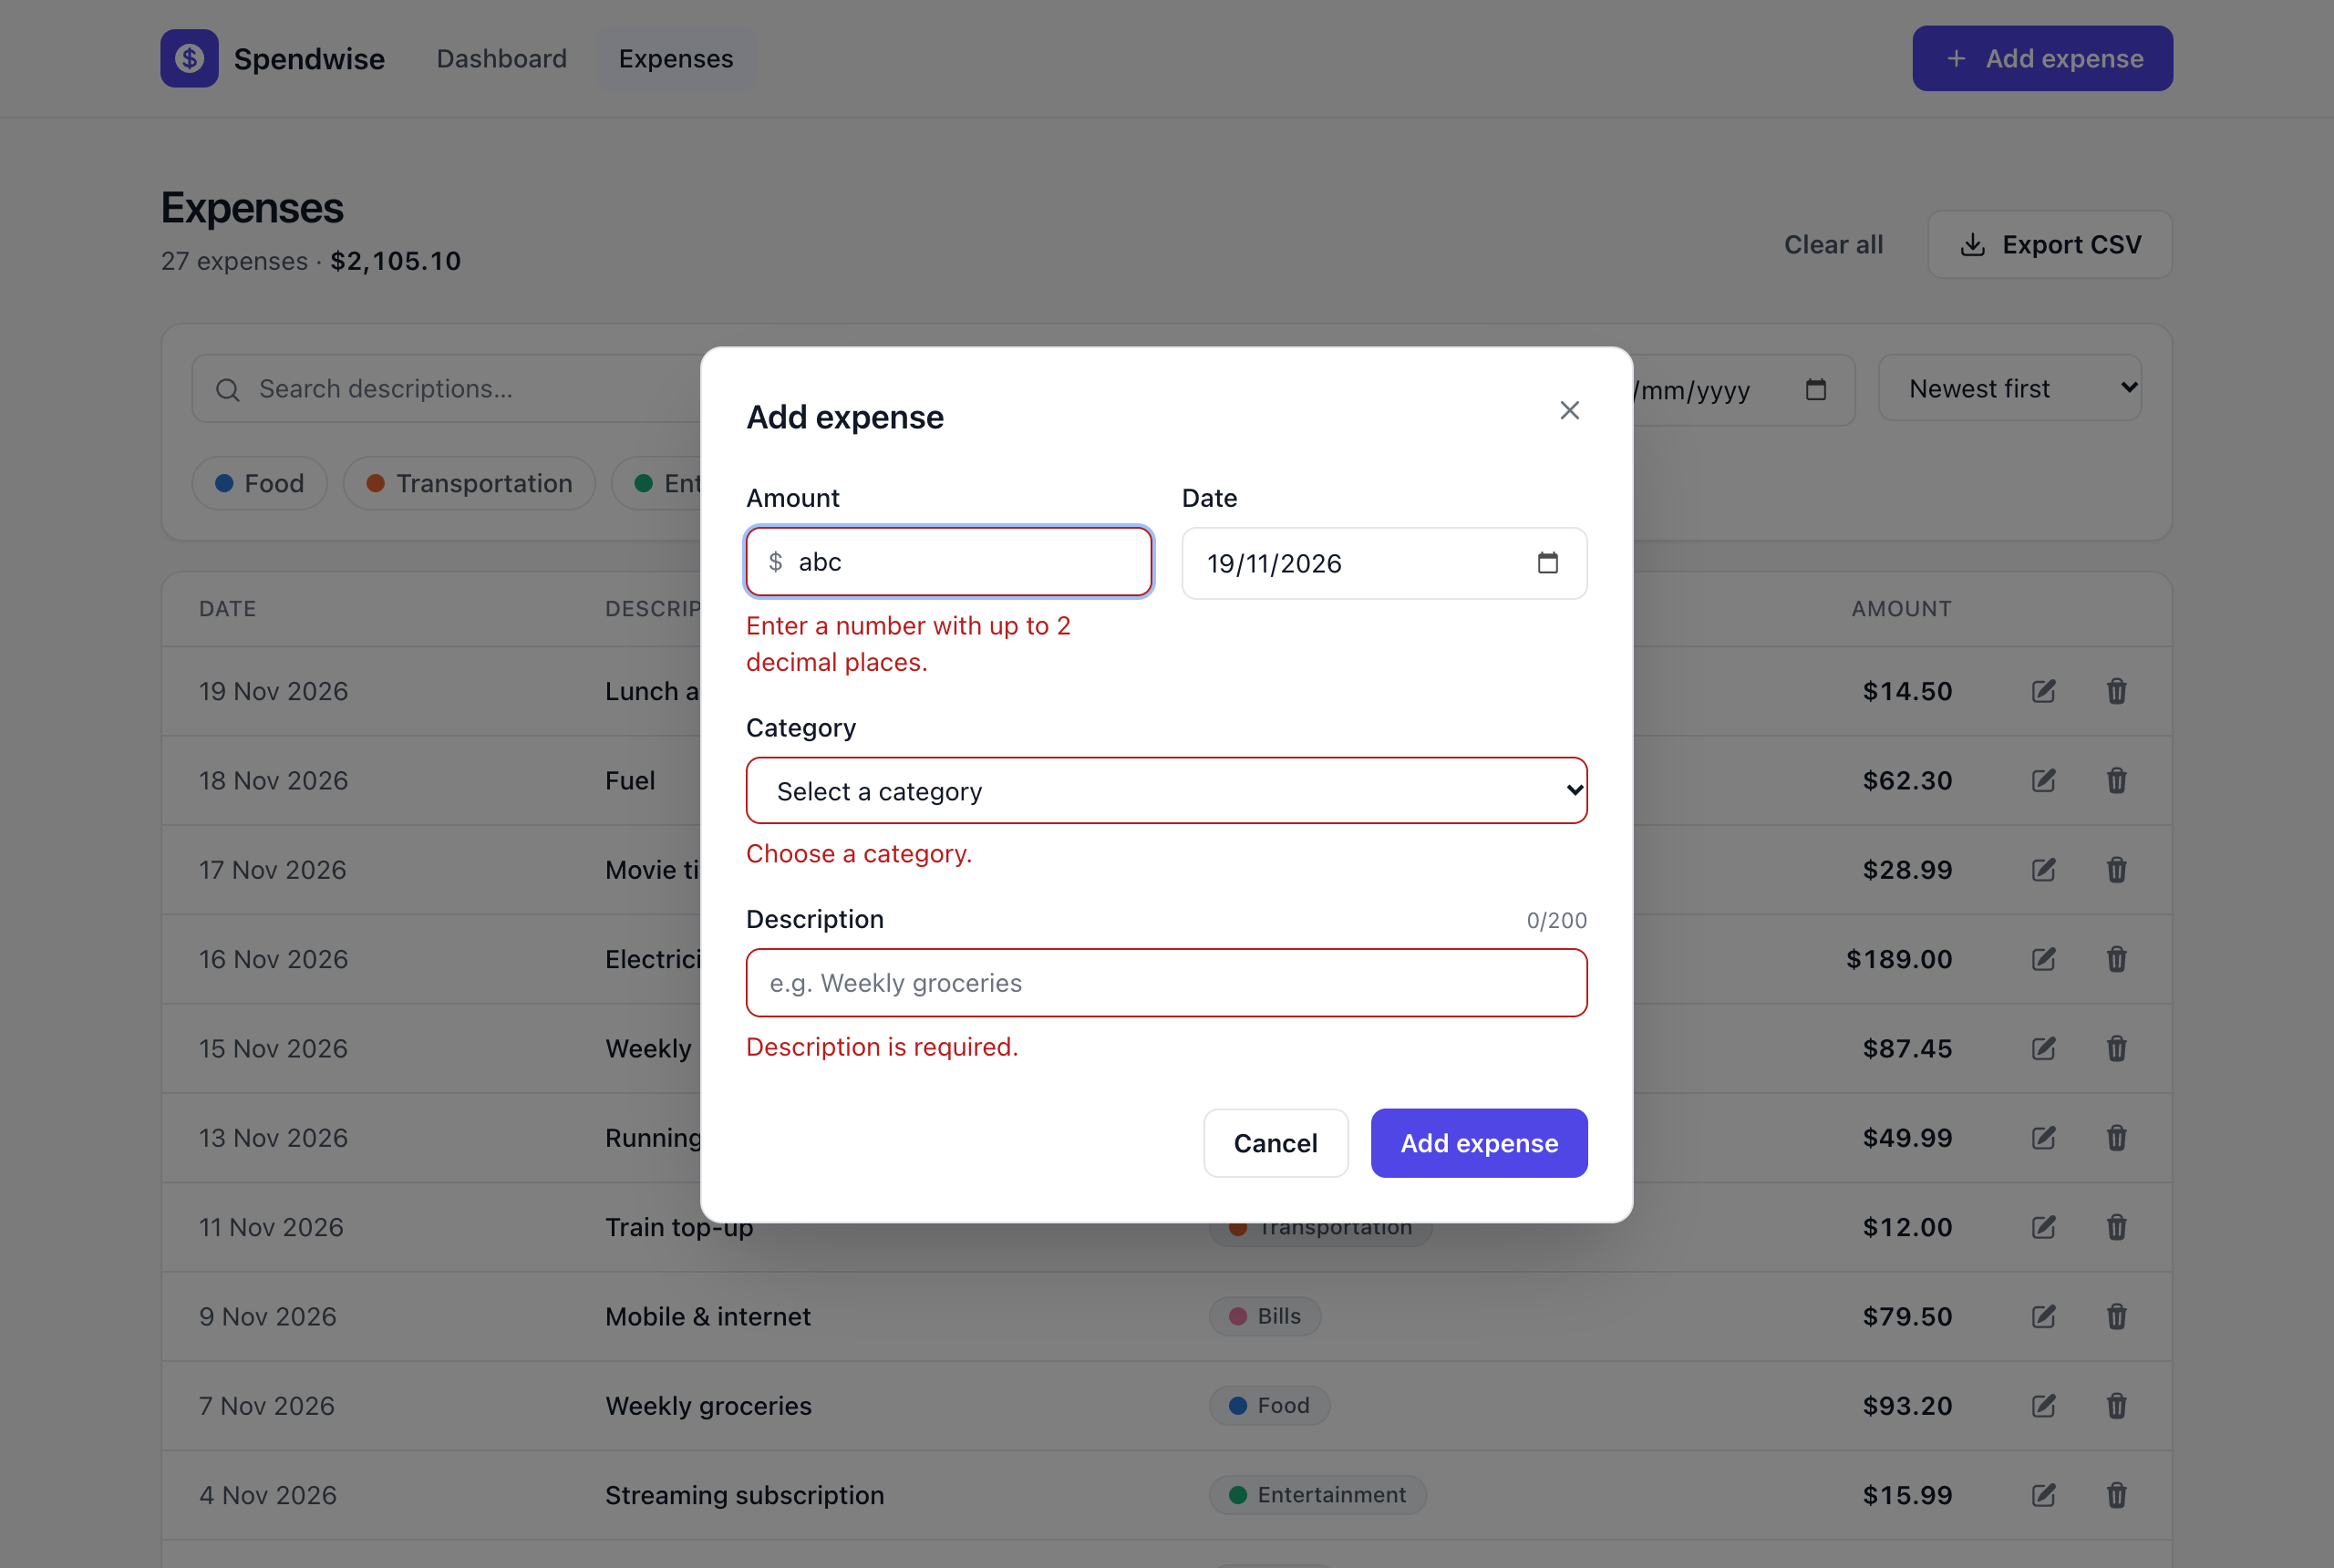 Spendwise Dashboard Expenses + Add expense
Expenses
27 expenses · $2,105.10
Clear all Export CSV
Search descriptions... /mm/yyyy Newest first
Food Transportation Ent
Add expense
Amount Date
$ abc 19/11/2026
Enter a number with up to 2
decimal places.
Category
Select a category
Choose a category.
Description 0/200
e.g. Weekly groceries
Description is required.
Cancel Add expense
DATE DESCRIP AMOUNT
19 Nov 2026 Lunch a $14.50
18 Nov 2026 Fuel $62.30
17 Nov 2026 Movie ti $28.99
16 Nov 2026 Electrici $189.00
15 Nov 2026 Weekly $87.45
13 Nov 2026 Running $49.99
11 Nov 2026 Train top-up Transportation $12.00
9 Nov 2026 Mobile & internet Bills $79.50
7 Nov 2026 Weekly groceries Food $93.20
4 Nov 2026 Streaming subscription Entertainment $15.99